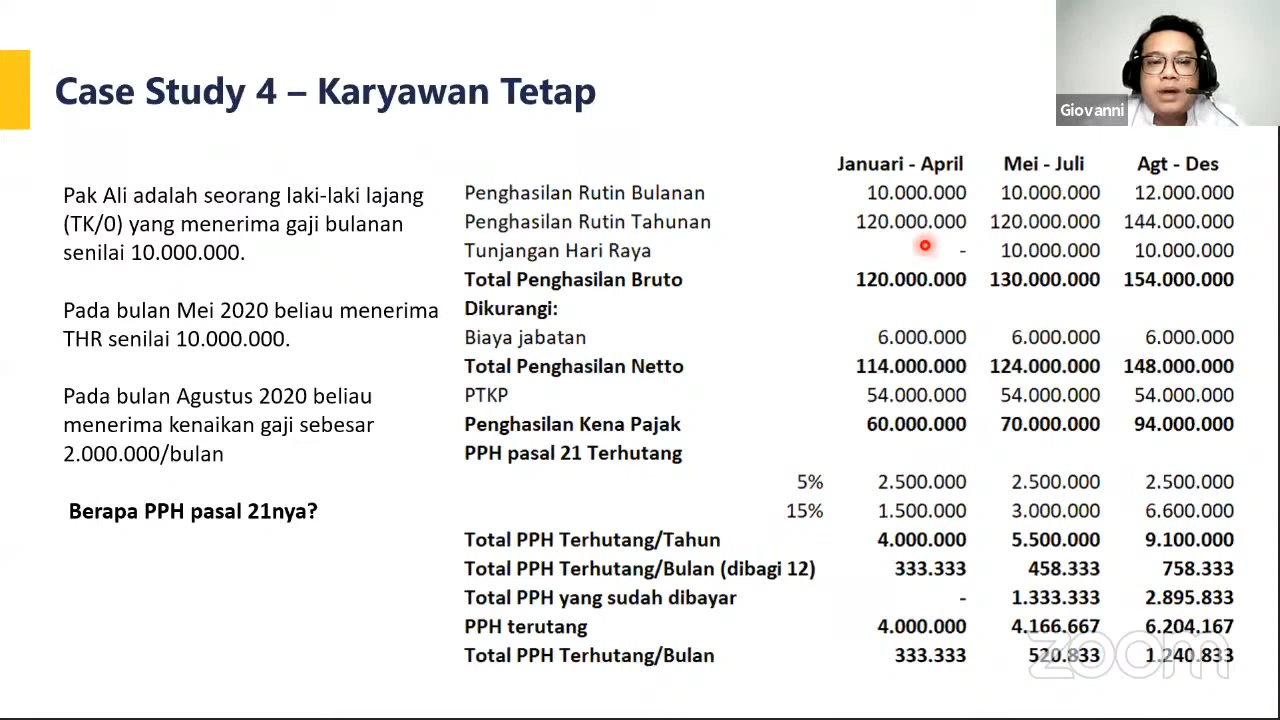 Case Study 4 – Karyawan Tetap
Giovanni
Pak Ali adalah seorang laki-laki lajang
(TK/0) yang menerima gaji bulanan
senilai 10.000.000.
Pada bulan Mei 2020 beliau menerima
THR senilai 10.000.000.
Pada bulan Agustus 2020 beliau
menerima kenaikan gaji sebesar
2.000.000/bulan
Berapa PPH pasal 21nya?
Januari - April Mei - Juli Agt - Des
Penghasilan Rutin Bulanan 10.000.000 10.000.000 12.000.000
Penghasilan Rutin Tahunan 120.000.000 120.000.000 144.000.000
Tunjangan Hari Raya - 10.000.000 10.000.000
Total Penghasilan Bruto 120.000.000 130.000.000 154.000.000
Dikurangi:
Biaya jabatan 6.000.000 6.000.000 6.000.000
Total Penghasilan Netto 114.000.000 124.000.000 148.000.000
PTKP 54.000.000 54.000.000 54.000.000
Penghasilan Kena Pajak 60.000.000 70.000.000 94.000.000
PPH pasal 21 Terhutang
5% 2.500.000 2.500.000 2.500.000
15% 1.500.000 3.000.000 6.600.000
Total PPH Terhutang/Tahun 4.000.000 5.500.000 9.100.000
Total PPH Terhutang/Bulan (dibagi 12) 333.333 458.333 758.333
Total PPH yang sudah dibayar - 1.333.333 2.895.833
PPH terutang 4.000.000 4.166.667 6.204.167
Total PPH Terhutang/Bulan 333.333 520.833 1.240.833
zoom